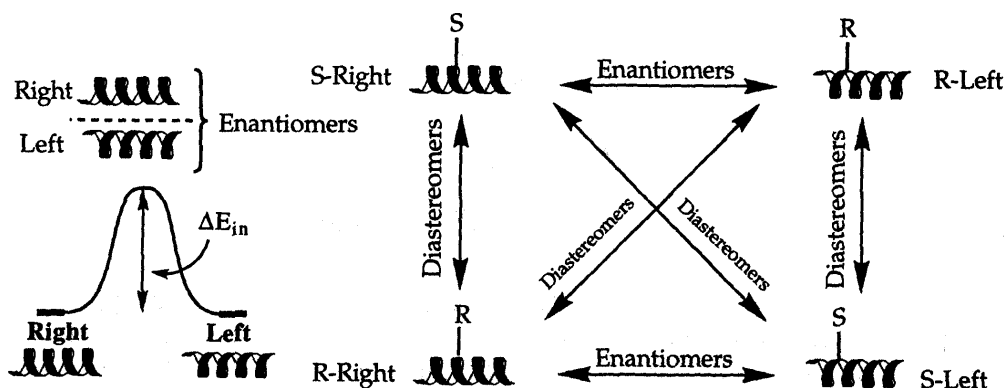 Right
Left
Enantiomers
ΔE_in
Right
Left
S
S-Right
Enantiomers
R
R-Left
Diastereomers
Diastereomers
Diastereomers
Diastereomers
R
R-Right
Enantiomers
S
S-Left